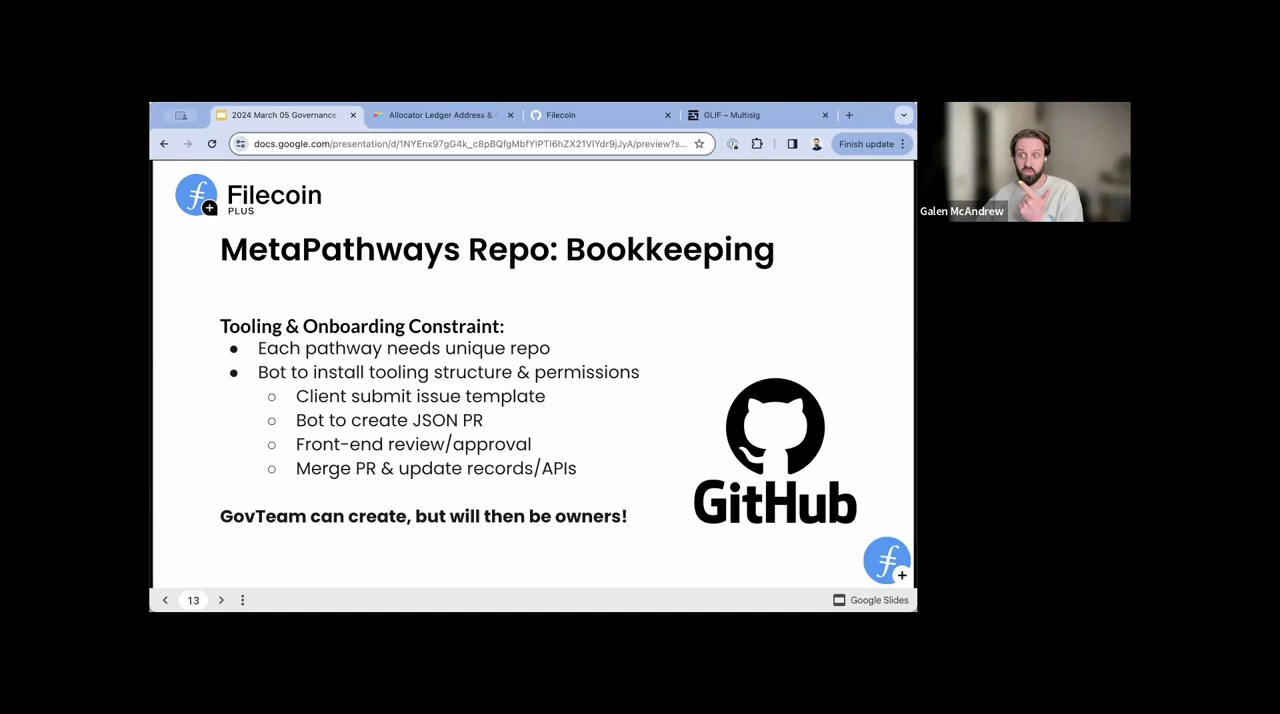 2024 March 05 Governance
Allocator Ledger Address &
Filecoin
GLIF – Multisig
docs.google.com/presentation/d/1NYEnx97gG4k_c8pBQfgMbfYlPTI6hZX21VIYdr9jJyA/preview?s...
Finish update
Filecoin
PLUS
MetaPathways Repo: Bookkeeping
Tooling & Onboarding Constraint:
● Each pathway needs unique repo
● Bot to install tooling structure & permissions
○ Client submit issue template
○ Bot to create JSON PR
○ Front-end review/approval
○ Merge PR & update records/APIs
GovTeam can create, but will then be owners!
GitHub
13
Google Slides
Galen McAndrew